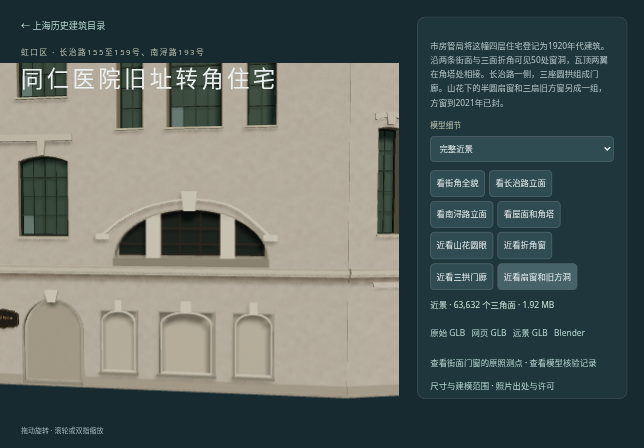 ← 上海历史建筑目录
虹口区 · 长治路155至159号、南浔路193号
同仁医院旧址转角住宅
拖动旋转 · 滚轮或双指缩放
市房管局将这幢四层住宅登记为1920年代建筑。
沿两条街面与三面折角可见50处窗洞，瓦顶两翼
在角塔处相接。长治路一侧，三座圆拱组成门
廊。山花下的半圆扇窗和三扇旧方窗另成一组，
方窗到2021年已封。
模型细节
完整近景
看街角全貌
看长治路立面
看南浔路立面
看屋面和角塔
近看山花圆眼
近看折角窗
近看三拱门廊
近看扇窗和旧方洞
近景 · 63,632 个三角面 · 1.92 MB
原始 GLB 网页 GLB 远景 GLB Blender
查看街面门窗的原照测点 · 查看模型核验记录
尺寸与建模范围 · 照片出处与许可